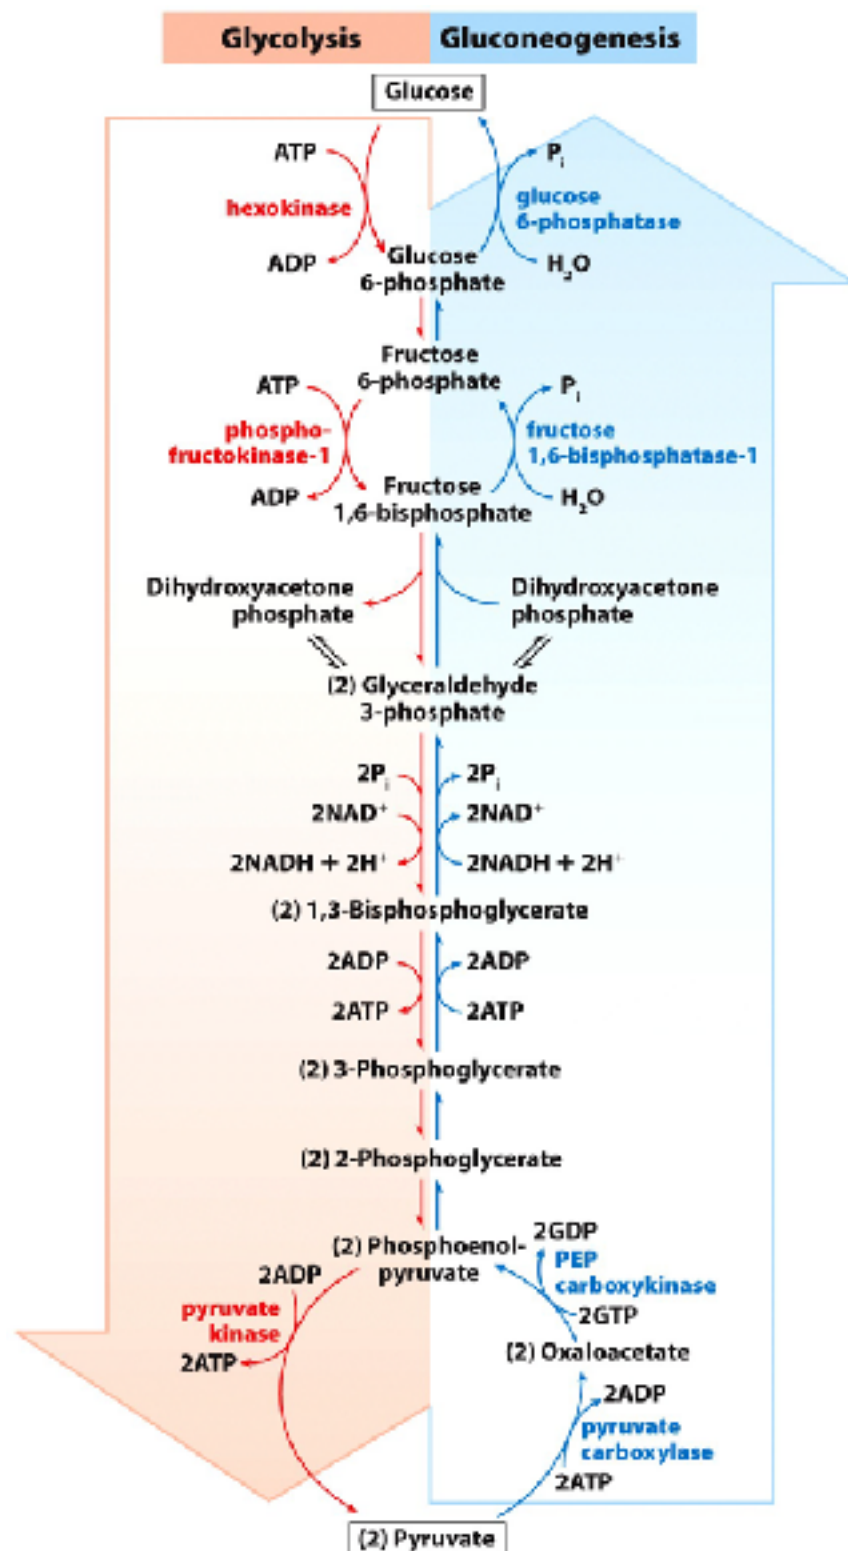 Glycolysis Gluconeogenesis
Glucose
ATP
hexokinase
ADP
Pi
glucose
6-phosphatase
H2O
Glucose
6-phosphate
Fructose
6-phosphate
ATP
phospho-
fructokinase-1
ADP
Pi
fructose
1,6-bisphosphatase-1
H2O
Fructose
1,6-bisphosphate
Dihydroxyacetone
phosphate
Dihydroxyacetone
phosphate
(2) Glyceraldehyde
3-phosphate
2Pi
2NAD+
2NADH + 2H+
2Pi
2NAD+
2NADH + 2H+
(2) 1,3-Bisphosphoglycerate
2ADP
2ATP
2ADP
2ATP
(2) 3-Phosphoglycerate
(2) 2-Phosphoglycerate
(2) Phosphoenol-
pyruvate
2ADP
pyruvate
kinase
2ATP
2GDP
PEP
carboxykinase
2GTP
(2) Oxaloacetate
2ADP
pyruvate
carboxylase
2ATP
(2) Pyruvate